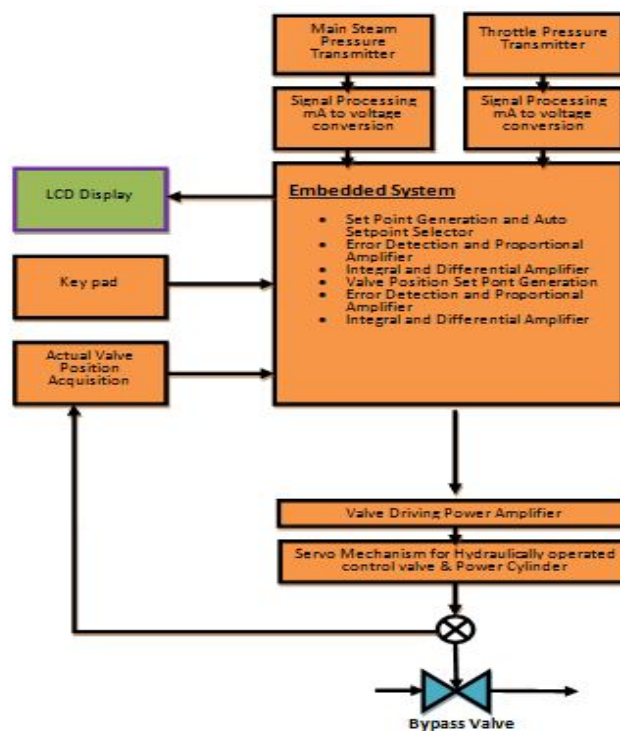 Main Steam
Pressure
Transmitter
Throttle Pressure
Transmitter
Signal Processing
mA to voltage
conversion
Signal Processing
mA to voltage
conversion
LCD Display
Embedded System
• Set Point Generation and Auto
Setpoint Selector
• Error Detection and Proportional
Amplifier
• Integral and Differential Amplifier
• Valve Position Set Pont Generation
• Error Detection and Proportional
Amplifier
• Integral and Differential Amplifier
Key pad
Actual Valve
Position
Acquisition
Valve Driving Power Amplifier
Servo Mechanism for Hydraulically operated
control valve & Power Cylinder
Bypass Valve